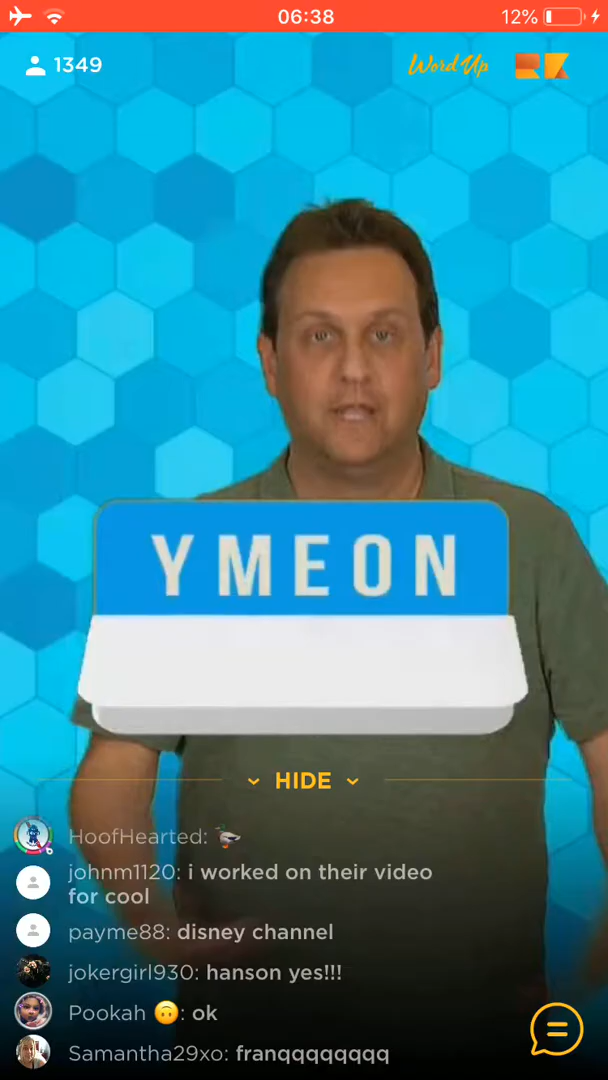 06:38
12%
1349
Word Up
YMEON
HIDE
HoofHearted:
johnm1120: i worked on their video
for cool
payme88: disney channel
jokergirl930: hanson yes!!!
Pookah 🙃: ok
Samantha29xo: franqqqqqqqq